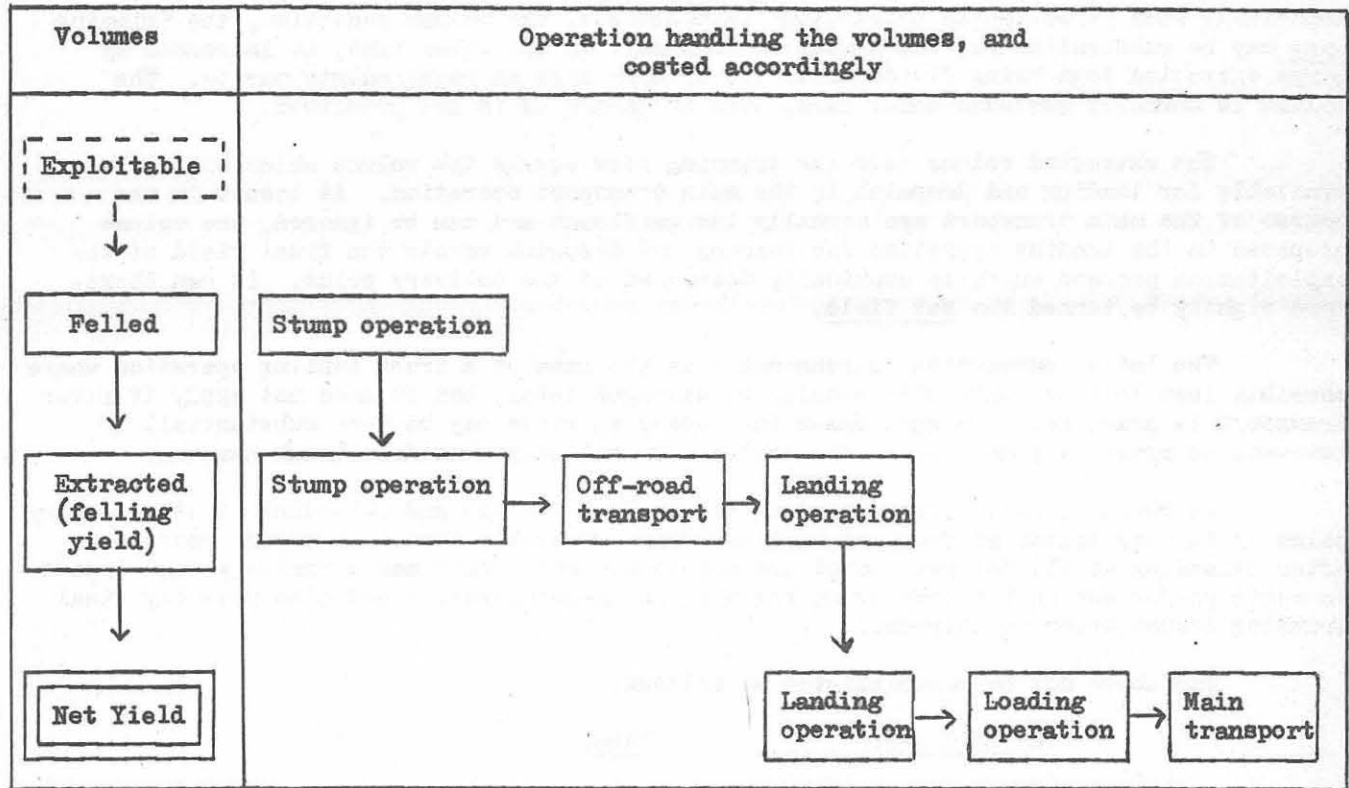 Volumes
Operation handling the volumes, and
costed accordingly
Exploitable
Felled
Stump operation
Extracted
(felling
yield)
Stump operation
Off-road
transport
Landing
operation
Net Yield
Landing
operation
Loading
operation
Main
transport